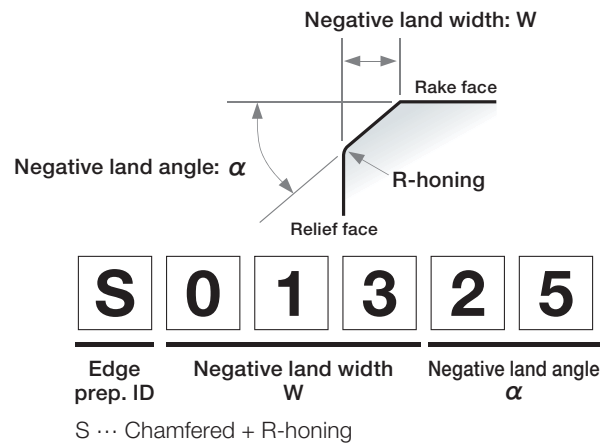 Negative land width: W
Rake face
Negative land angle: α
R-honing
Relief face
S 0 1 3 2 5
Edge prep. ID
Negative land width W
Negative land angle α
S ··· Chamfered + R-honing